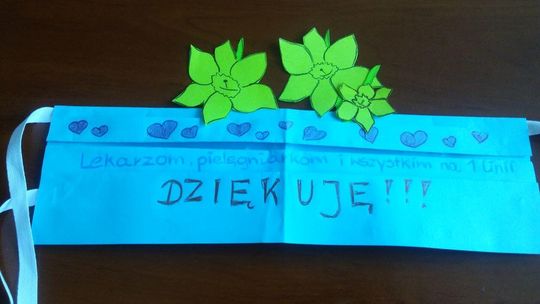 Lekarzom, pielęgniarkom i wszystkim na 1 linii
DZIĘKUJĘ!!!